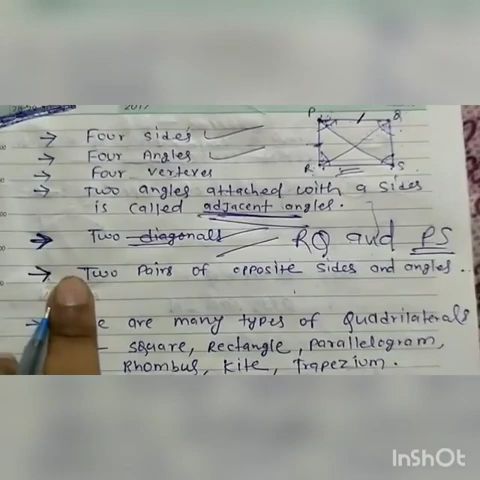 2017
P Q
→ Four sides
→ Four Angles
→ Four verteres
R S
→ Two angles attached with a sides
is called adjacent angles.
→ Two diagonals RQ and PS
→ Two Pairs of opposite sides and angles.
→ are many types of Quadrilaterals
- square, Rectangle, parallelogram,
Rhombus, Kite, Trapezium.
InShOt